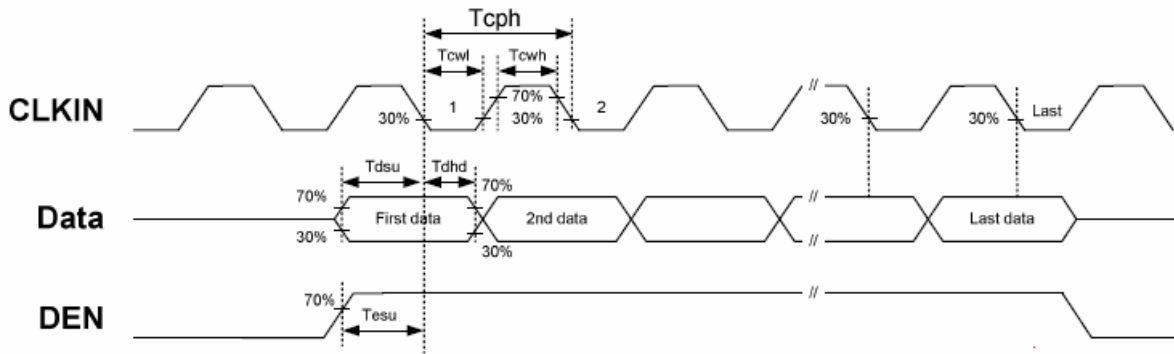 Tcph
Tcwl
Tcwh
CLKIN
30%
1
70%
30%
2
//
30%
30%
Last
Tdsu
Tdhd
70%
70%
Data
First data
2nd data
//
//
Last data
30%
30%
70%
//
DEN
Tesu